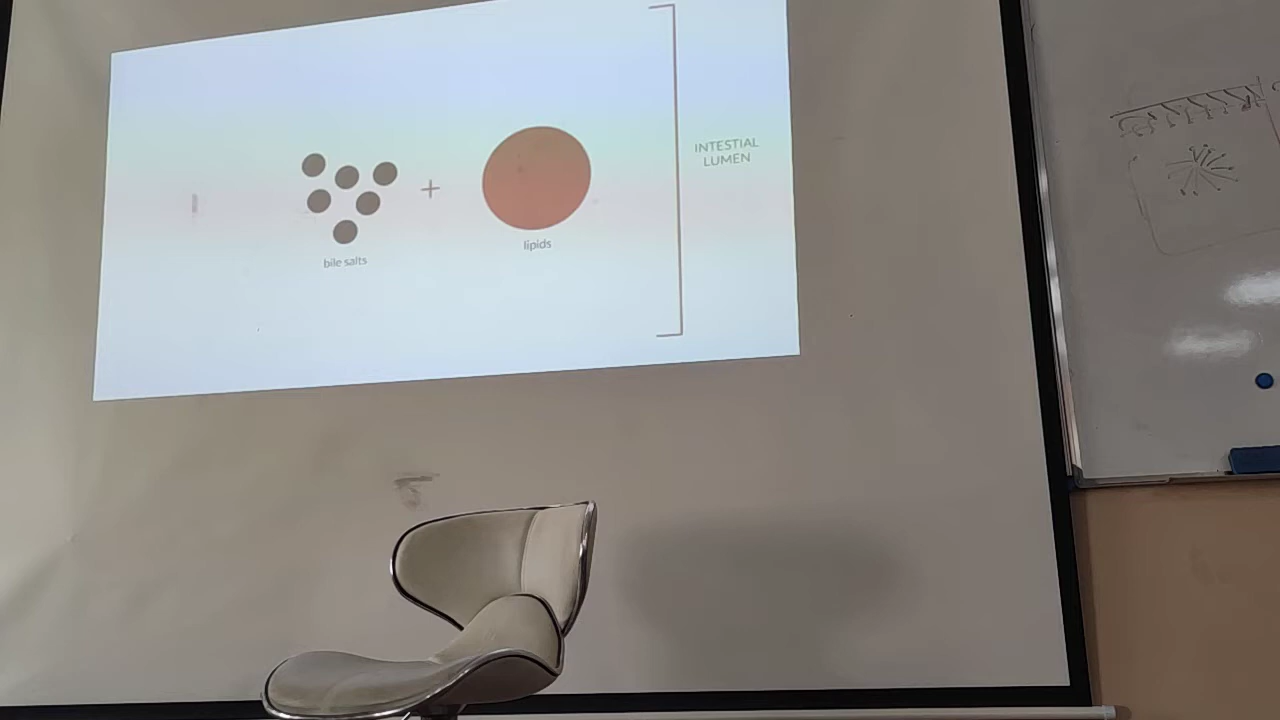 +
bile salts
lipids
INTESTIAL
LUMEN